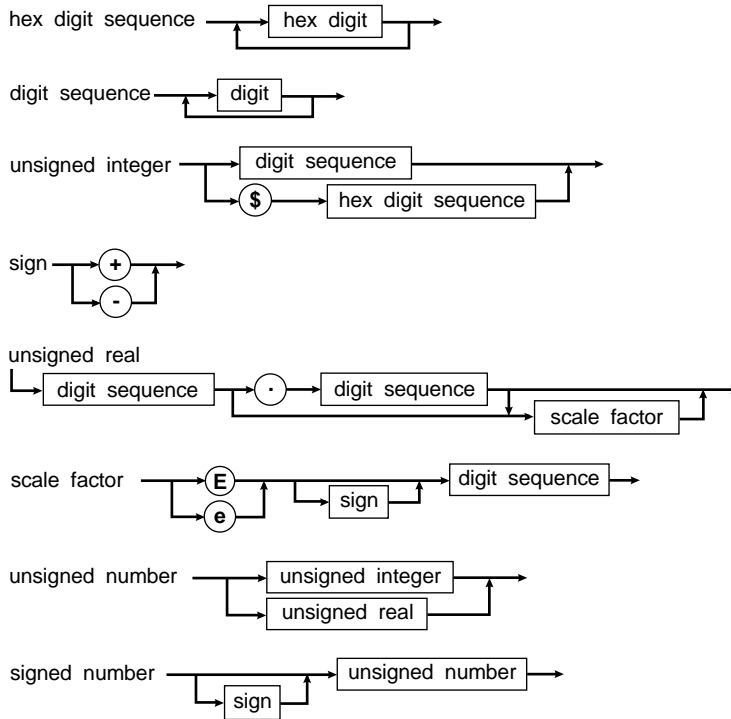 hex digit sequence hex digit
digit sequence digit
unsigned integer digit sequence
$ hex digit sequence
sign +
-
unsigned real
digit sequence . digit sequence
scale factor
scale factor E digit sequence
e sign
unsigned number unsigned integer
unsigned real
signed number unsigned number
sign